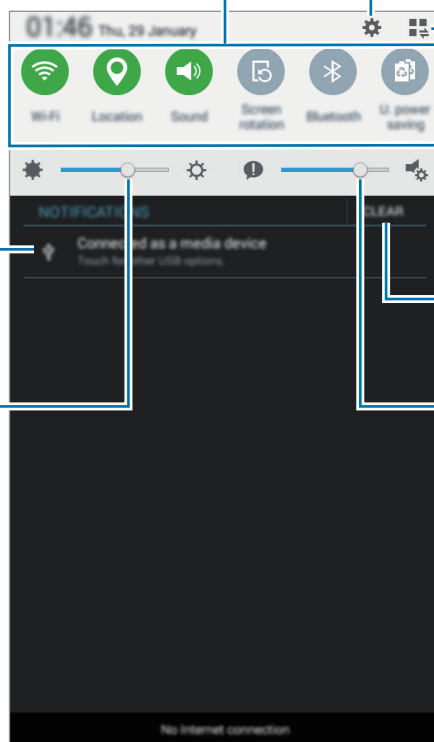 01:46 Thu, 29 January
Wi-Fi
Location
Sound
Screen rotation
Bluetooth
U. power saving
NOTIFICATIONS
CLEAR
Connected as a media device
Touch for other USB options.
No Internet connection